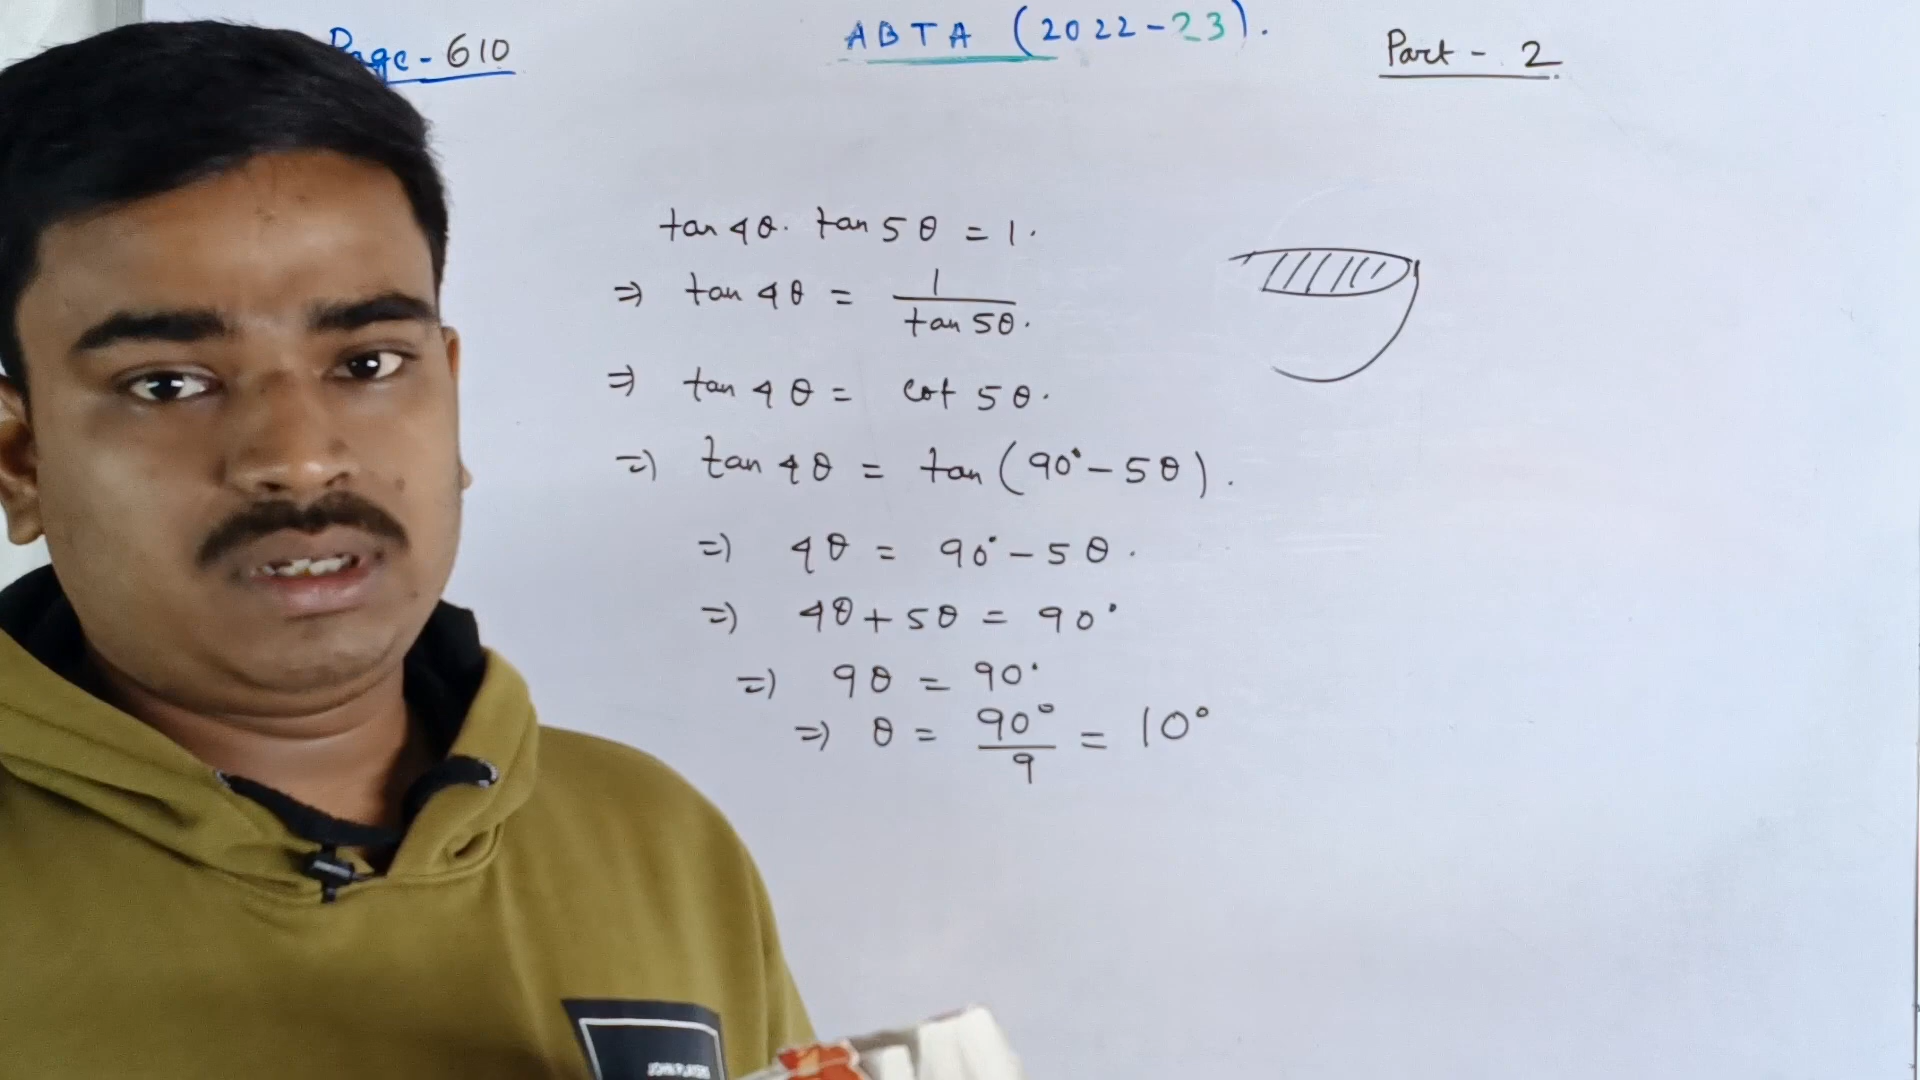 Page - 610
ABTA (2022-23).
Part - 2
tan 4θ. tan 5θ = 1.
⇒ tan 4θ = 1/tan 5θ.
⇒ tan 4θ = cot 5θ.
⇒ tan 4θ = tan (90° - 5θ).
⇒ 4θ = 90° - 5θ.
⇒ 4θ + 5θ = 90°
⇒ 9θ = 90°
⇒ θ = 90°/9 = 10°